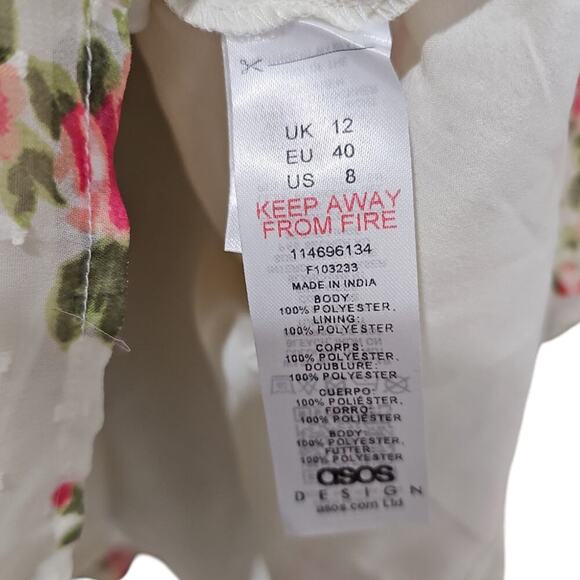 UK 12
EU 40
US 8
KEEP AWAY
FROM FIRE
114696134
F103233
MADE IN INDIA
BODY:
100% POLYESTER.
LINING:
100% POLYESTER.
CORPS:
100% POLYESTER.
DOUBLURE:
100% POLYESTER.
CUERPO:
100% POLIÉSTER.
FORRO:
100% POLIÉSTER.
BODY:
100% POLYESTER.
FUTTER:
100% POLYESTER.
asos
DESIGN
asos.com Ltd